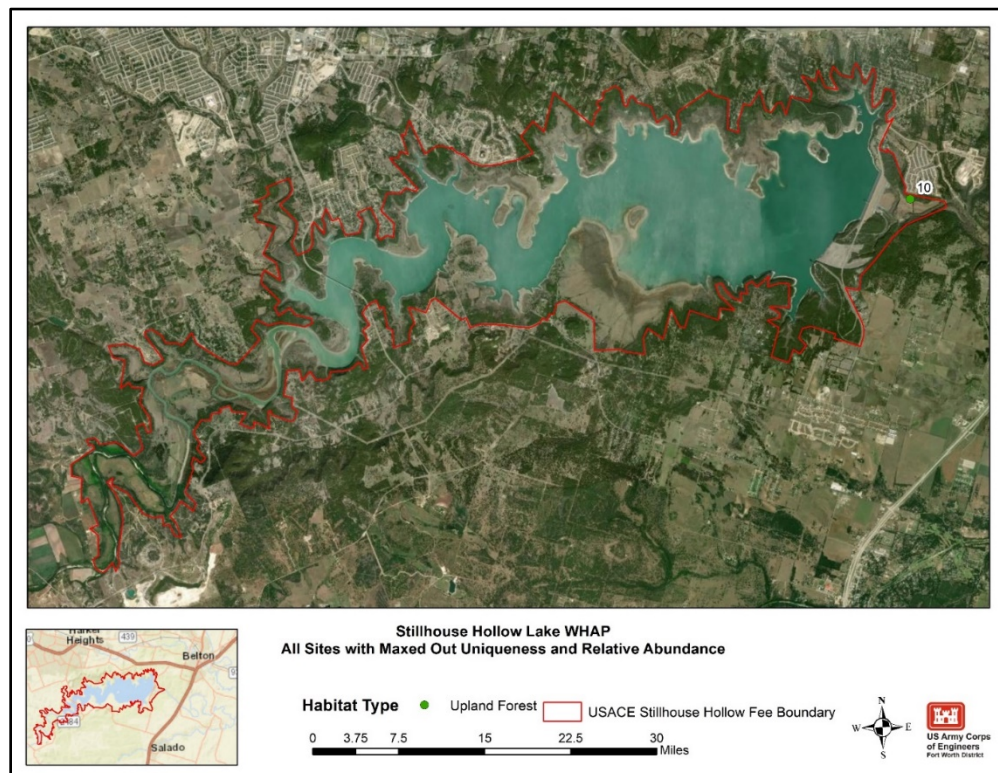 10
Stillhouse Hollow Lake WHAP
All Sites with Maxed Out Uniqueness and Relative Abundance
Heights
439
Belton
Salado
Habitat Type
Upland Forest
USACE Stillhouse Hollow Fee Boundary
0 3.75 7.5 15 22.5 30
Miles
N
W E
S
US Army Corps
of Engineers
Fort Worth District